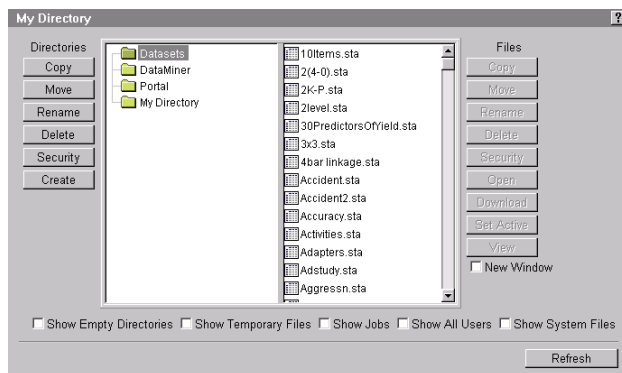 My Directory
?
Directories
Copy
Move
Rename
Delete
Security
Create
Datasets
DataMiner
Portal
My Directory
10Items.sta
2(4-0).sta
2K-P.sta
2level.sta
30PredictorsOfYield.sta
3x3.sta
4bar linkage.sta
Accident.sta
Accident2.sta
Accuracy.sta
Activities.sta
Adapters.sta
Adstudy.sta
Aggressn.sta
Files
Copy
Move
Rename
Delete
Security
Open
Download
Set Active
View
New Window
Show Empty Directories Show Temporary Files Show Jobs Show All Users Show System Files
Refresh